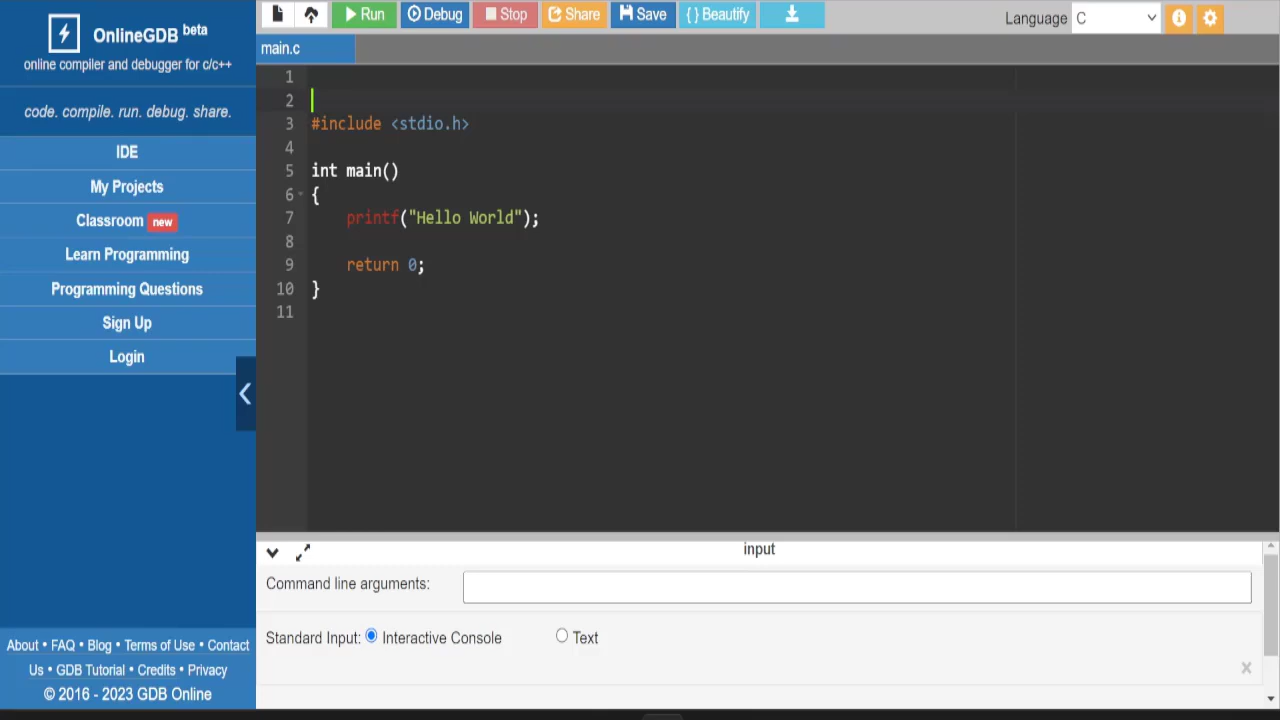 OnlineGDB beta
online compiler and debugger for c/c++
code. compile. run. debug. share.
IDE
My Projects
Classroom new
Learn Programming
Programming Questions
Sign Up
Login
About • FAQ • Blog • Terms of Use • Contact
Us • GDB Tutorial • Credits • Privacy
© 2016 - 2023 GDB Online
Run Debug Stop Share Save { } Beautify Language C
main.c
1
2
3 #include <stdio.h>
4
5 int main()
6 {
7 printf("Hello World");
8
9 return 0;
10 }
11
input
Command line arguments:
Standard Input: Interactive Console Text